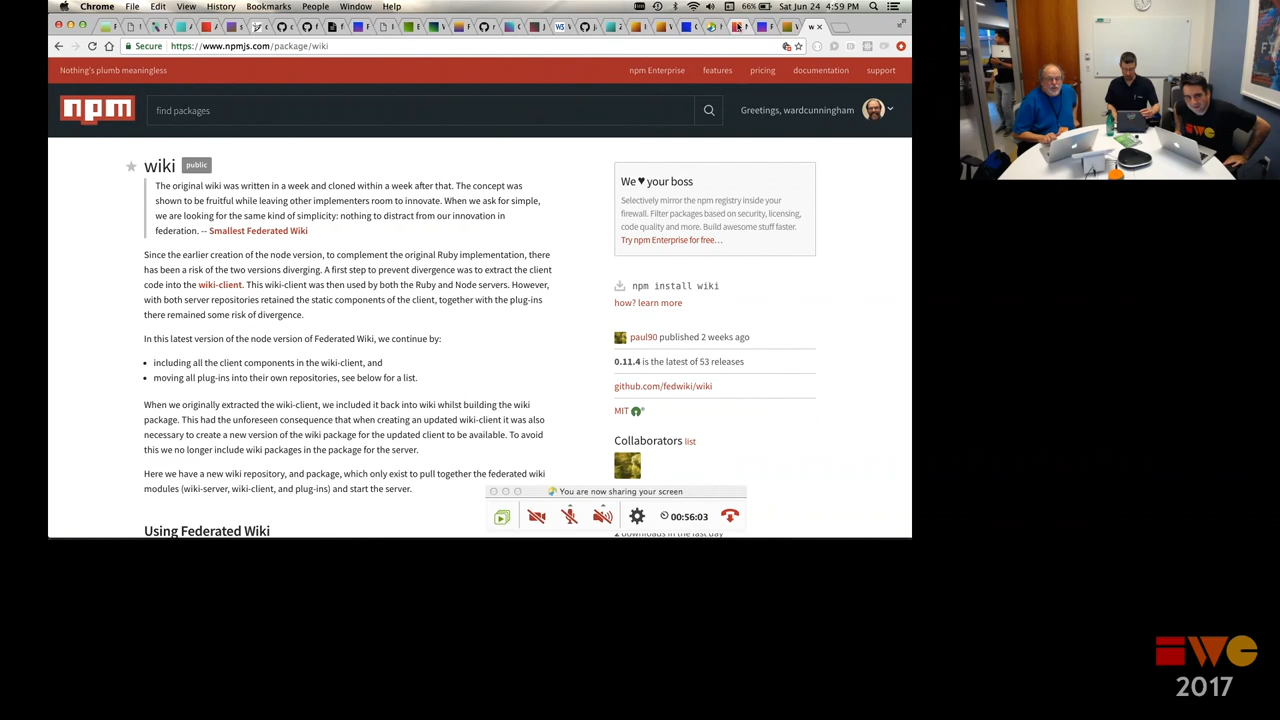 Chrome File Edit View History Bookmarks People Window Help
66% Sat Jun 24 4:59 PM
Secure https://www.npmjs.com/package/wiki
Nothing's plumb meaningless
npm Enterprise features pricing documentation support
npm
find packages
Greetings, wardcunningham
wiki public
The original wiki was written in a week and cloned within a week after that. The concept was
shown to be fruitful while leaving other implementers room to innovate. When we ask for simple,
we are looking for the same kind of simplicity: nothing to distract from our innovation in
federation. -- Smallest Federated Wiki
Since the earlier creation of the node version, to complement the original Ruby implementation, there
has been a risk of the two versions diverging. A first step to prevent divergence was to extract the client
code into the wiki-client. This wiki-client was then used by both the Ruby and Node servers. However,
with both server repositories retained the static components of the client, together with the plug-ins
there remained some risk of divergence.
In this latest version of the node version of Federated Wiki, we continue by:
• including all the client components in the wiki-client, and
• moving all plug-ins into their own repositories, see below for a list.
When we originally extracted the wiki-client, we included it back into wiki whilst building the wiki
package. This had the unforeseen consequence that when creating an updated wiki-client it was also
necessary to create a new version of the wiki package for the updated client to be available. To avoid
this we no longer include wiki packages in the package for the server.
Here we have a new wiki repository, and package, which only exist to pull together the federated wiki
modules (wiki-server, wiki-client, and plug-ins) and start the server.
Using Federated Wiki
We ♥ your boss
Selectively mirror the npm registry inside your
firewall. Filter packages based on security, licensing,
code quality and more. Build awesome stuff faster.
Try npm Enterprise for free…
npm install wiki
how? learn more
paul90 published 2 weeks ago
0.11.4 is the latest of 53 releases
github.com/fedwiki/wiki
MIT
Collaborators list
You are now sharing your screen
00:56:03
2 downloads in the last day
IWC
2017